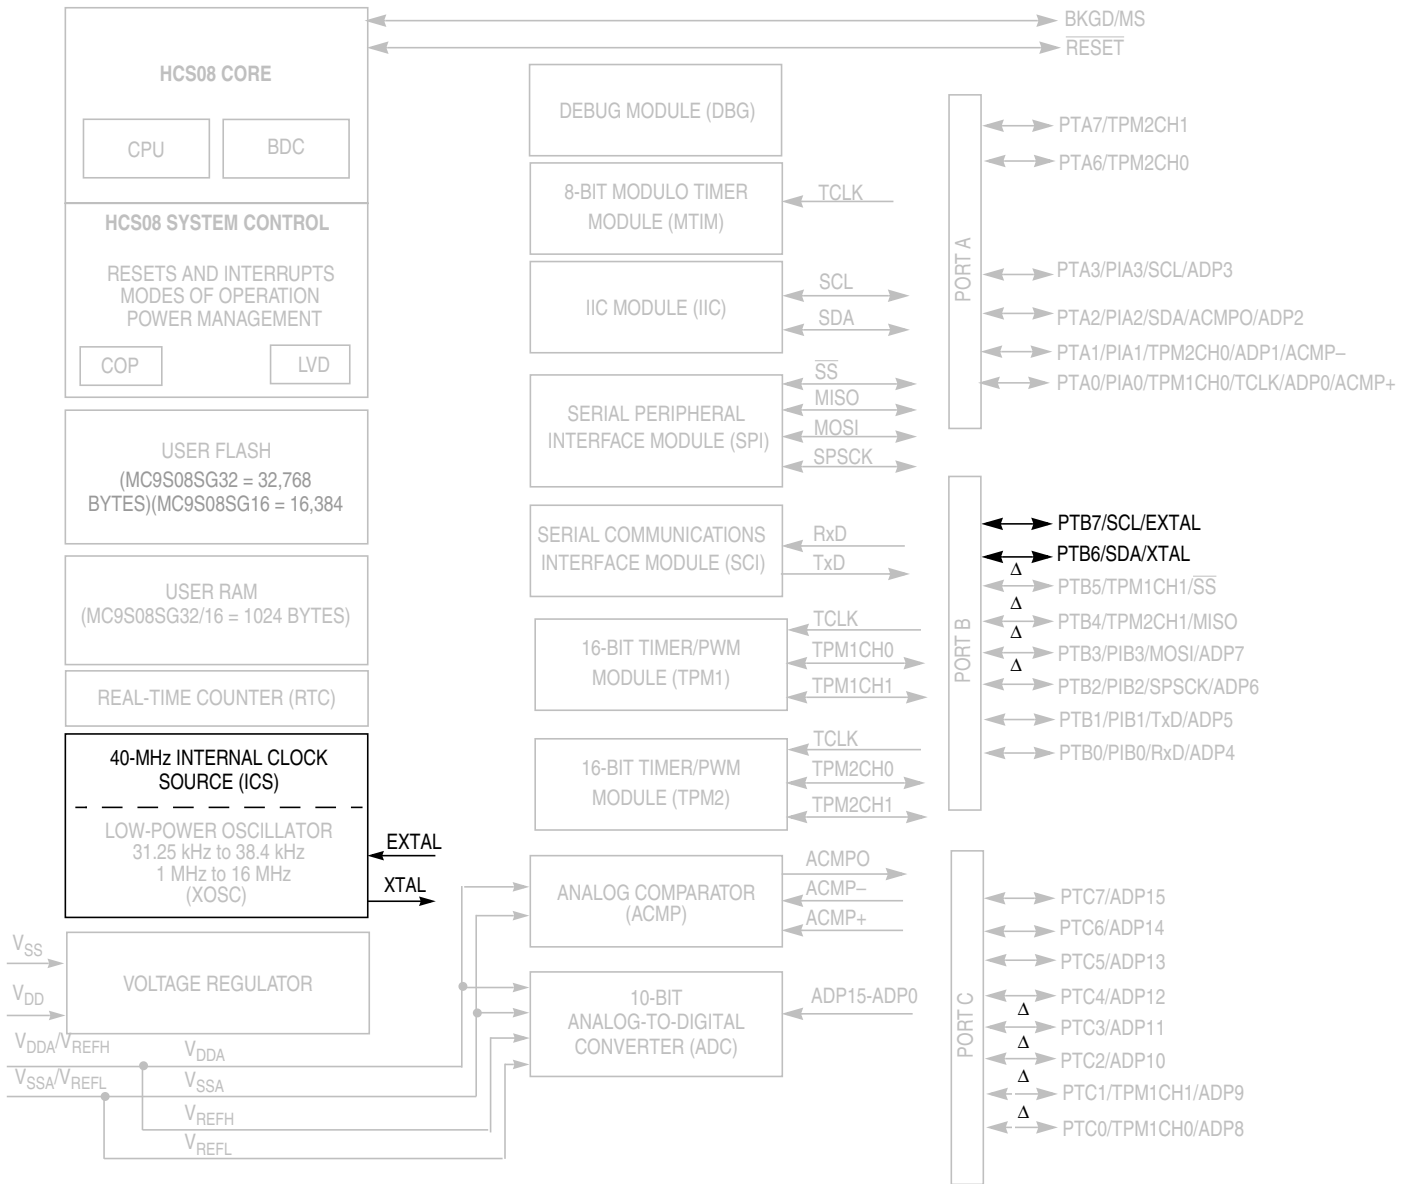 BKGD/MS
RESET
HCS08 CORE
CPU
BDC
HCS08 SYSTEM CONTROL
RESETS AND INTERRUPTS
MODES OF OPERATION
POWER MANAGEMENT
COP
LVD
USER FLASH
(MC9S08SG32 = 32,768
BYTES)(MC9S08SG16 = 16,384
USER RAM
(MC9S08SG32/16 = 1024 BYTES)
REAL-TIME COUNTER (RTC)
40-MHz INTERNAL CLOCK
SOURCE (ICS)
LOW-POWER OSCILLATOR
31.25 kHz to 38.4 kHz
1 MHz to 16 MHz
(XOSC)
EXTAL
XTAL
VSS
VDD
VOLTAGE REGULATOR
VDDA/VREFH
VSSA/VREFL
VDDA
VSSA
VREFH
VREFL
DEBUG MODULE (DBG)
8-BIT MODULO TIMER
MODULE (MTIM)
TCLK
IIC MODULE (IIC)
SCL
SDA
SERIAL PERIPHERAL
INTERFACE MODULE (SPI)
SS
MISO
MOSI
SPSCK
SERIAL COMMUNICATIONS
INTERFACE MODULE (SCI)
RxD
TxD
16-BIT TIMER/PWM
MODULE (TPM1)
TCLK
TPM1CH0
TPM1CH1
16-BIT TIMER/PWM
MODULE (TPM2)
TCLK
TPM2CH0
TPM2CH1
ANALOG COMPARATOR
(ACMP)
ACMPO
ACMP–
ACMP+
10-BIT
ANALOG-TO-DIGITAL
CONVERTER (ADC)
ADP15-ADP0
PORT A
PTA7/TPM2CH1
PTA6/TPM2CH0
PTA3/PIA3/SCL/ADP3
PTA2/PIA2/SDA/ACMPO/ADP2
PTA1/PIA1/TPM2CH0/ADP1/ACMP–
PTA0/PIA0/TPM1CH0/TCLK/ADP0/ACMP+
PORT B
PTB7/SCL/EXTAL
PTB6/SDA/XTAL
Δ
PTB5/TPM1CH1/SS
Δ
PTB4/TPM2CH1/MISO
Δ
PTB3/PIB3/MOSI/ADP7
Δ
PTB2/PIB2/SPSCK/ADP6
PTB1/PIB1/TxD/ADP5
PTB0/PIB0/RxD/ADP4
PORT C
PTC7/ADP15
PTC6/ADP14
PTC5/ADP13
PTC4/ADP12
Δ
PTC3/ADP11
Δ
PTC2/ADP10
Δ
PTC1/TPM1CH1/ADP9
Δ
PTC0/TPM1CH0/ADP8